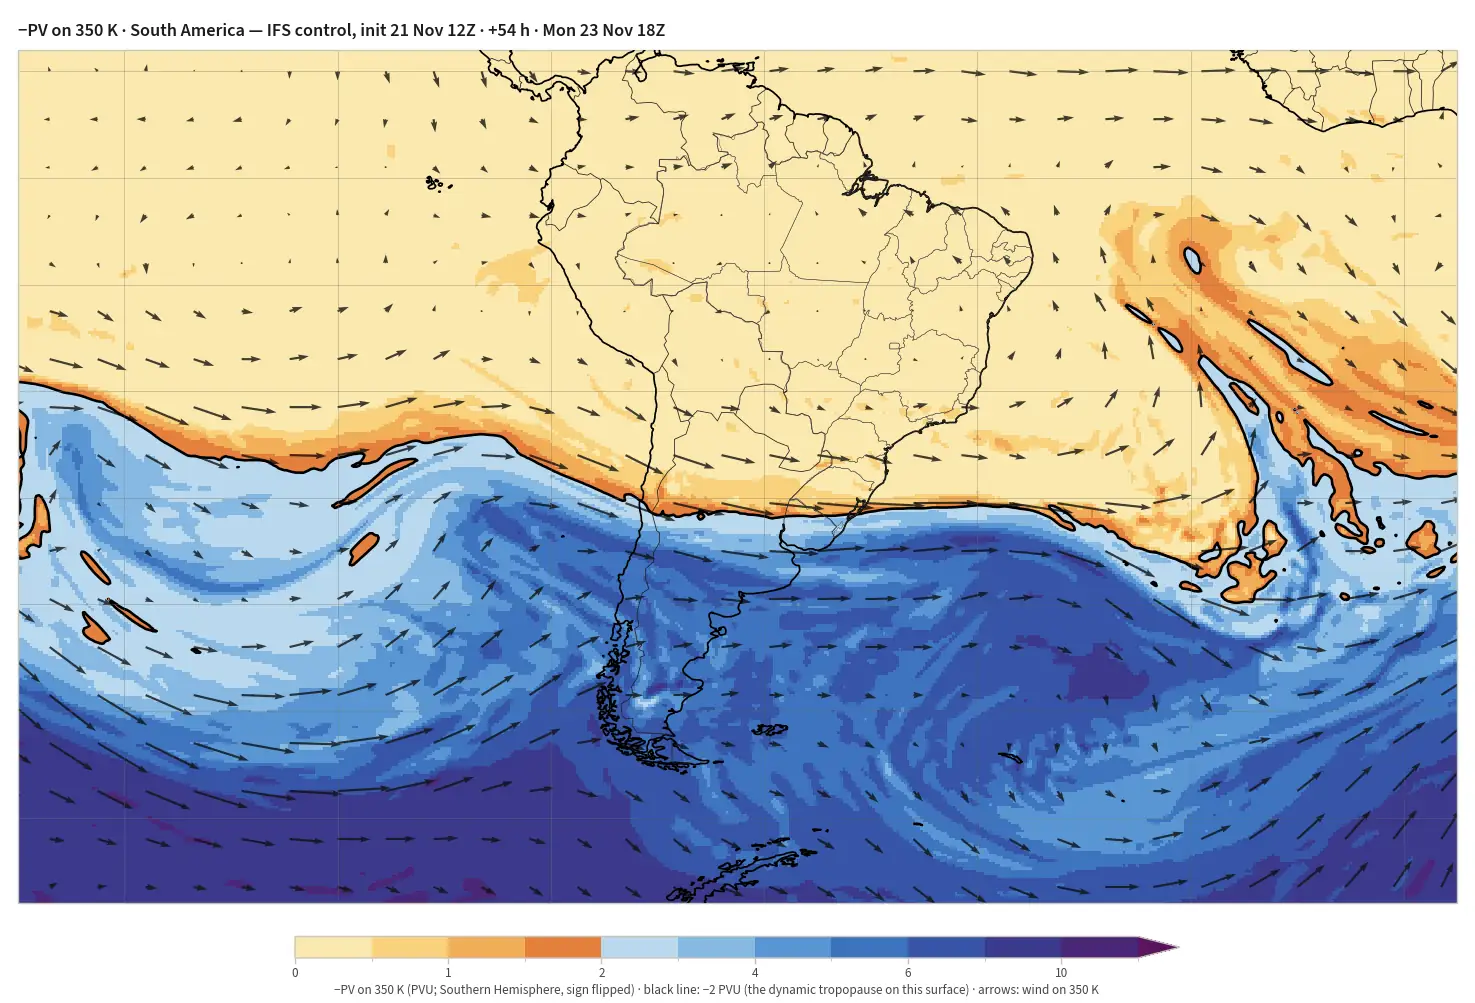 −PV on 350 K · South America — IFS control, init 21 Nov 12Z · +54 h · Mon 23 Nov 18Z
0 1 2 4 6 10
−PV on 350 K (PVU; Southern Hemisphere, sign flipped) · black line: −2 PVU (the dynamic tropopause on this surface) · arrows: wind on 350 K